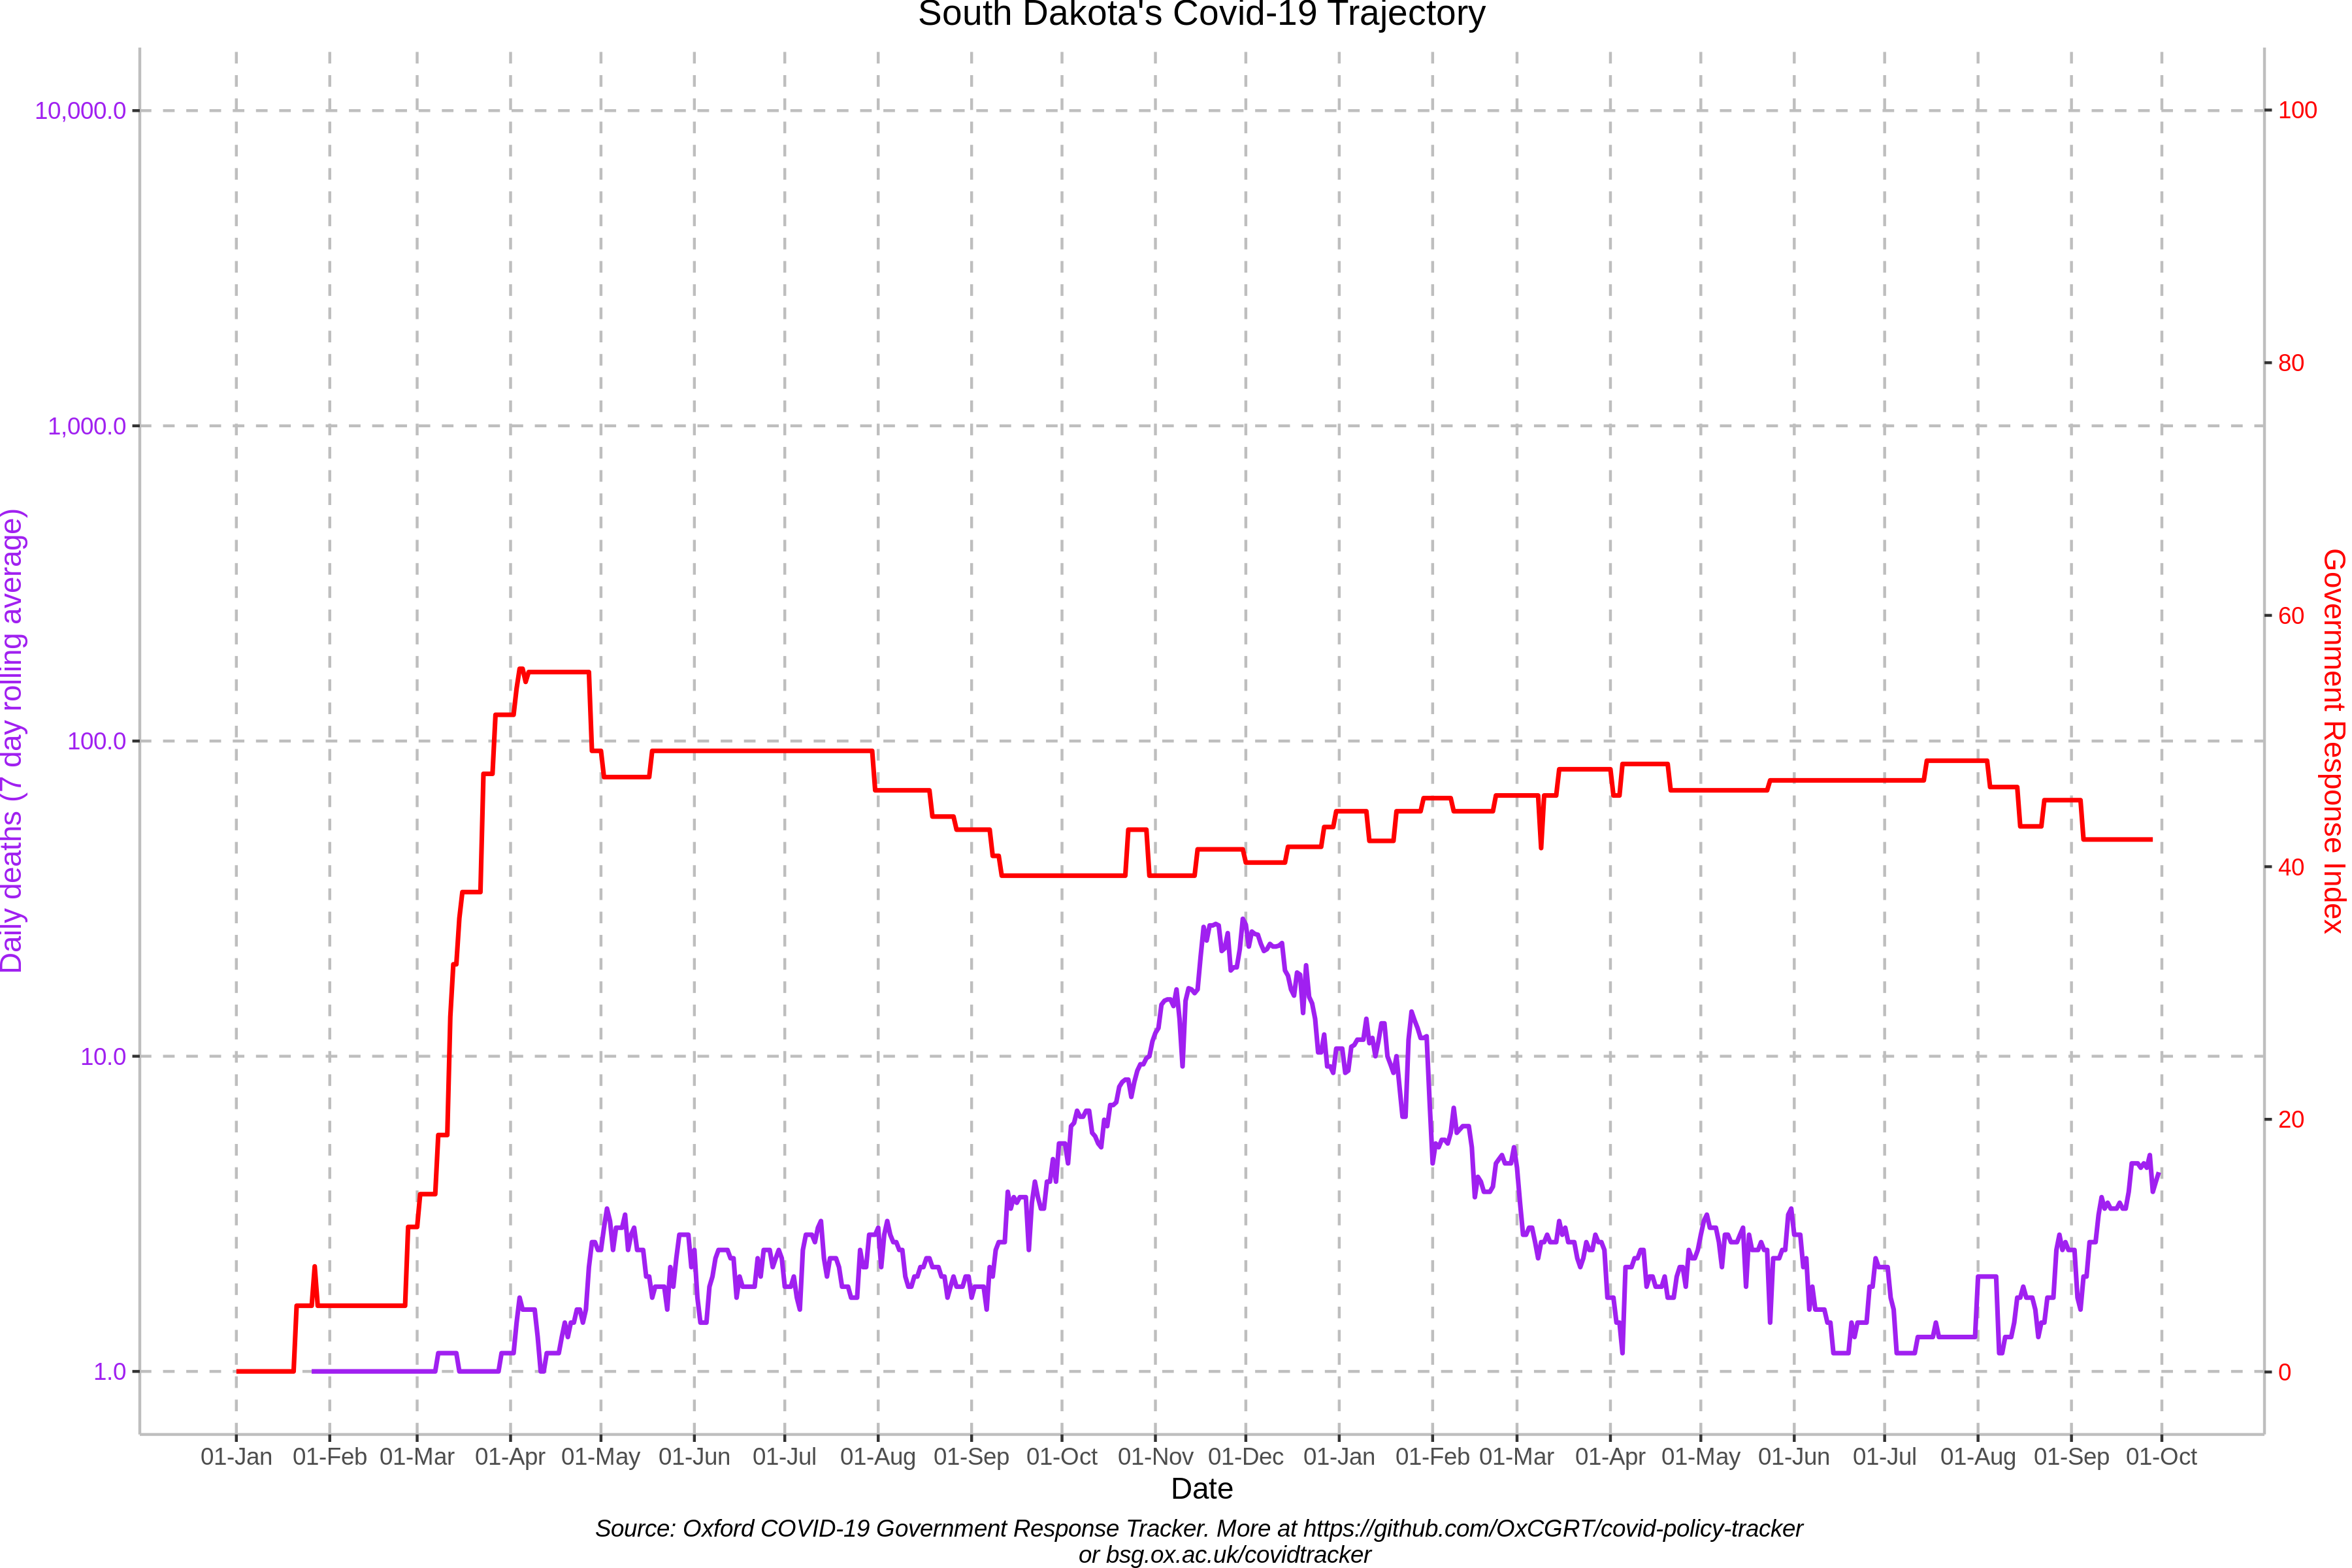 South Dakota's Covid-19 Trajectory
10,000.0
1,000.0
100.0
10.0
1.0
Daily deaths (7 day rolling average)
100
80
60
40
20
0
Government Response Index
01-Jan 01-Feb 01-Mar 01-Apr 01-May 01-Jun 01-Jul 01-Aug 01-Sep 01-Oct 01-Nov 01-Dec 01-Jan 01-Feb 01-Mar 01-Apr 01-May 01-Jun 01-Jul 01-Aug 01-Sep 01-Oct
Date
Source: Oxford COVID-19 Government Response Tracker. More at https://github.com/OxCGRT/covid-policy-tracker
or bsg.ox.ac.uk/covidtracker